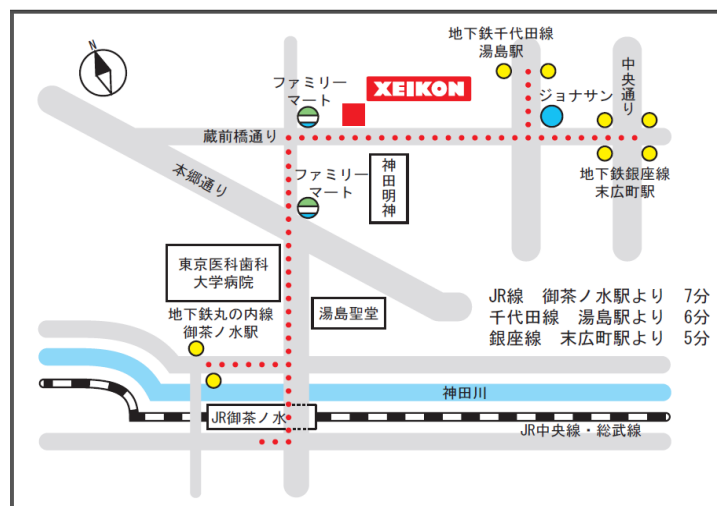 N
地下鉄千代田線
湯島駅
中央通り
ファミリー
マート
XEIKON
ジョナサン
蔵前橋通り
本郷通り
ファミリー
マート
神田明神
地下鉄銀座線
末広町駅
東京医科歯科
大学病院
地下鉄丸の内線
御茶ノ水駅
湯島聖堂
JR線 御茶ノ水駅より 7分
千代田線 湯島駅より 6分
銀座線 末広町駅より 5分
神田川
JR御茶ノ水
JR中央線・総武線